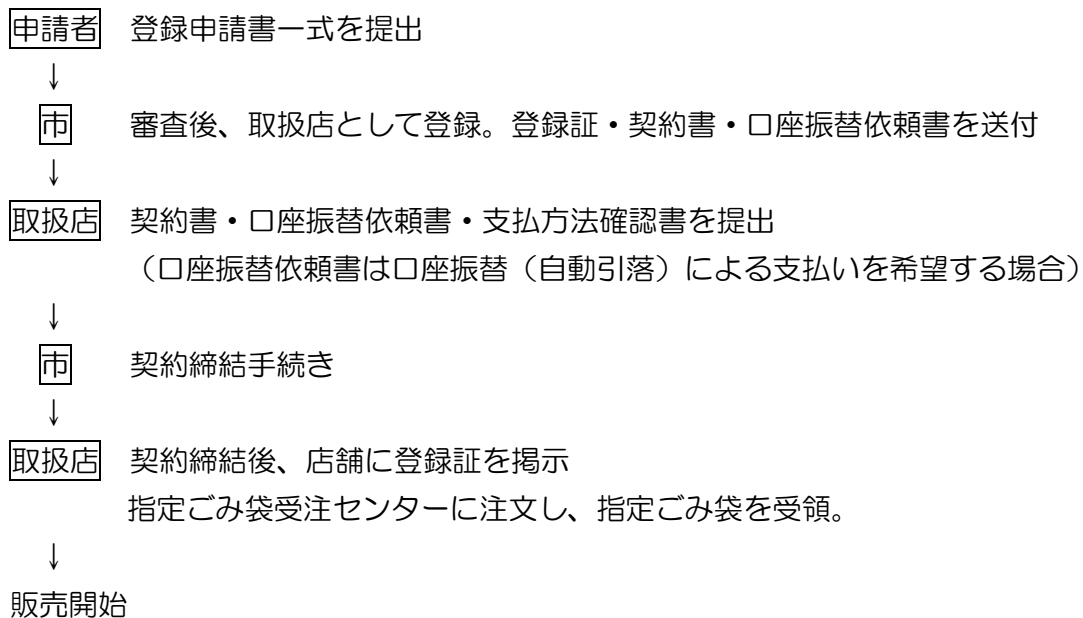 申請者 登録申請書一式を提出
↓
市 審査後、取扱店として登録。登録証・契約書・口座振替依頼書を送付
↓
取扱店 契約書・口座振替依頼書・支払方法確認書を提出
（口座振替依頼書は口座振替（自動引落）による支払いを希望する場合）
↓
市 契約締結手続き
↓
取扱店 契約締結後、店舗に登録証を掲示
指定ごみ袋受注センターに注文し、指定ごみ袋を受領。
↓
販売開始